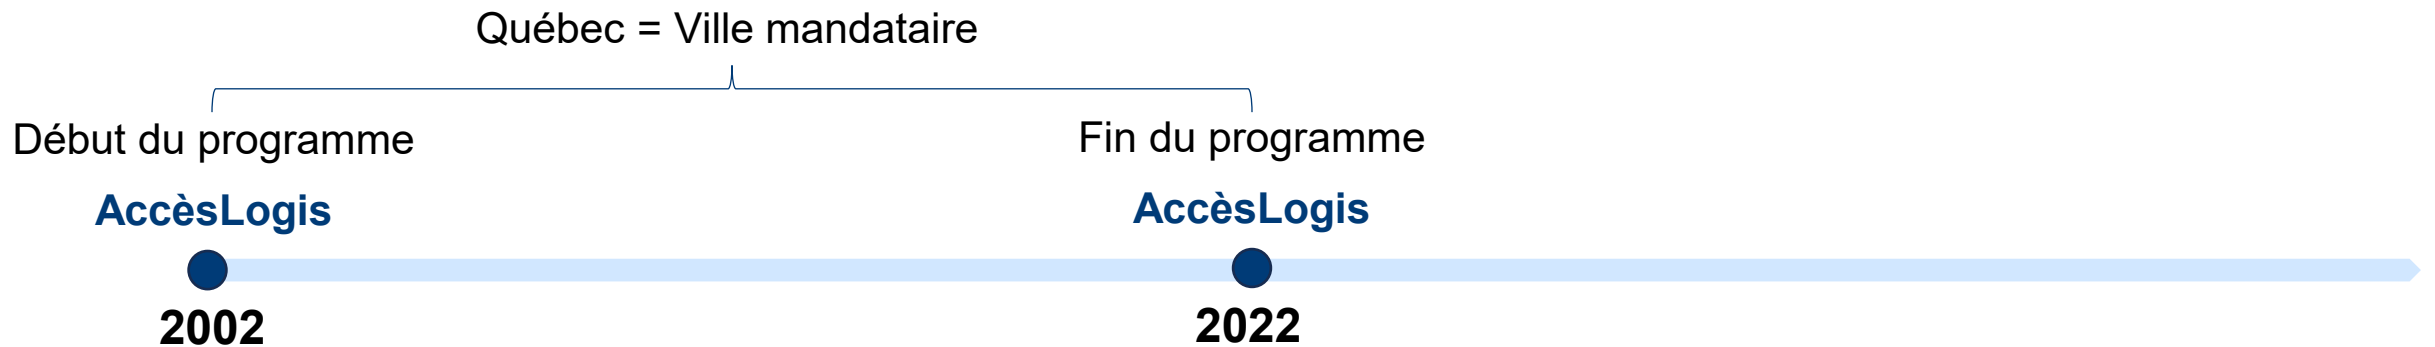 Québec = Ville mandataire
Début du programme
AccèsLogis
2002
Fin du programme
AccèsLogis
2022